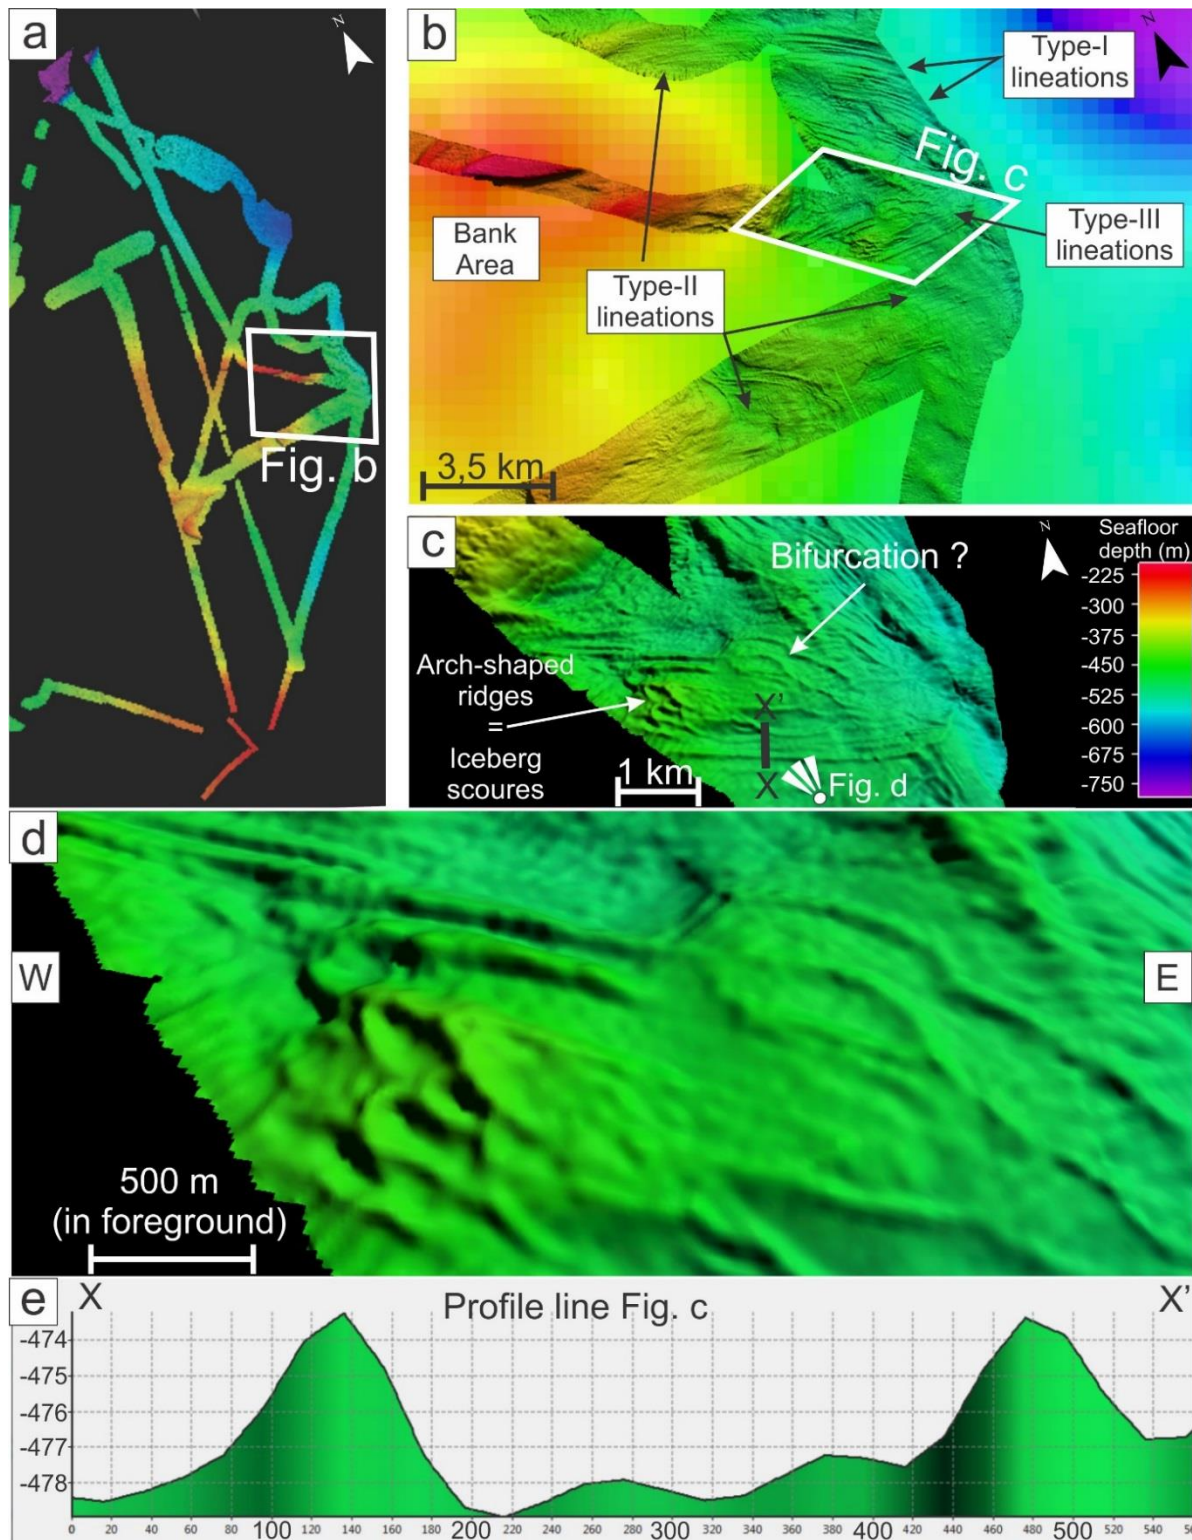 a
N
Fig. b
b
N
Type-I
lineations
Fig. c
Type-III
lineations
Bank
Area
Type-II
lineations
3,5 km
c
N
Seafloor
depth (m)
-225
-300
-375
-450
-525
-600
-675
-750
Bifurcation ?
Arch-shaped
ridges
=
Iceberg
scoures
X'
X
1 km
Fig. d
d
W
E
500 m
(in foreground)
e
X
Profile line Fig. c
X'
-474
-475
-476
-477
-478
0 20 40 60 80 100 120 140 160 180 200 220 240 260 280 300 320 340 360 380 400 420 440 460 480 500 520 540